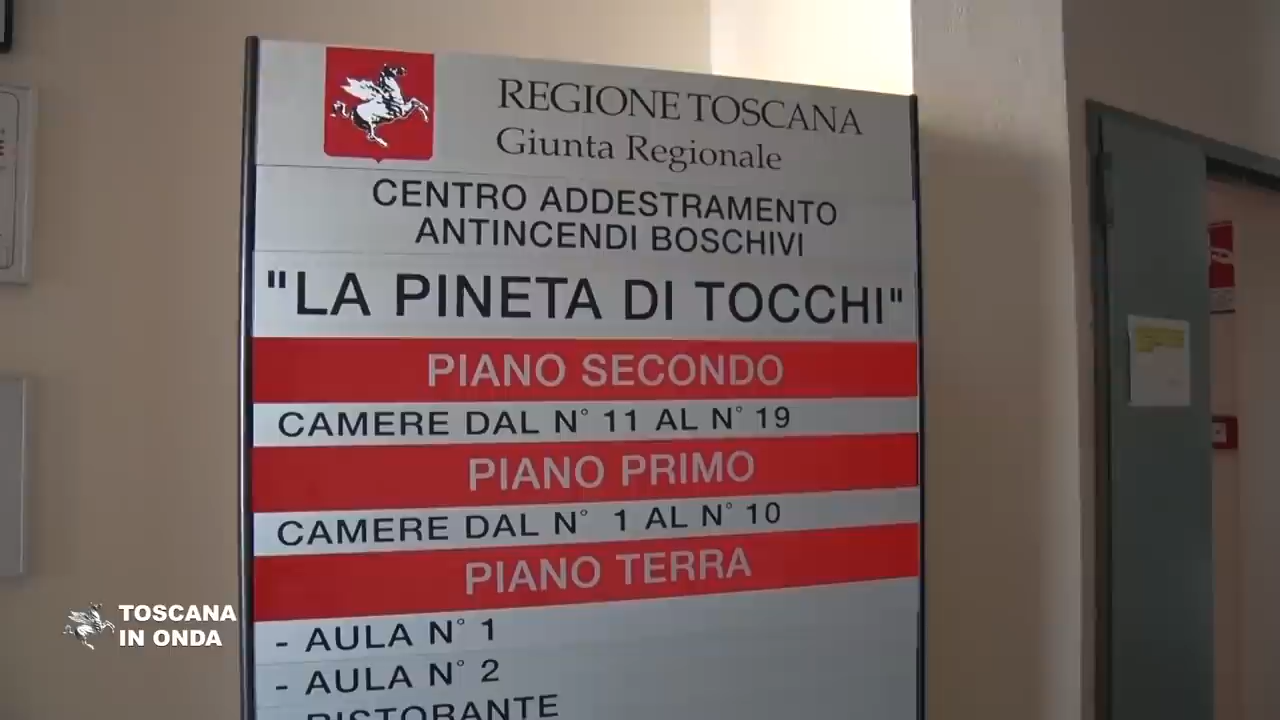 REGIONE TOSCANA
Giunta Regionale
CENTRO ADDESTRAMENTO
ANTINCENDI BOSCHIVI
"LA PINETA DI TOCCHI"
PIANO SECONDO
CAMERE DAL N° 11 AL N° 19
PIANO PRIMO
CAMERE DAL N° 1 AL N° 10
PIANO TERRA
- AULA N° 1
- AULA N° 2
- RISTORANTE
TOSCANA
IN ONDA